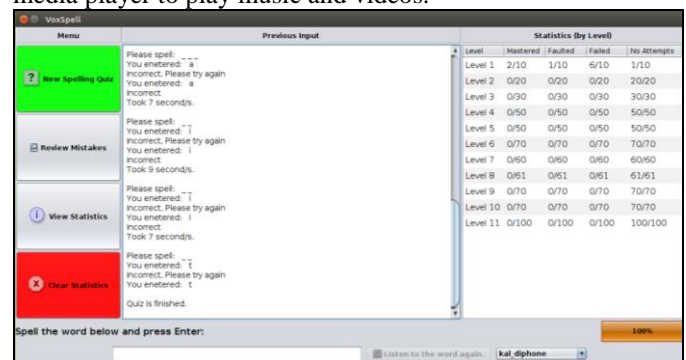 media player to play music and videos.
VoxSpell
Menu
Previous Input
Statistics (by Level)
New Spelling Quiz
Review Mistakes
View Statistics
Clear Statistics
Please spell: _ _ _
You enetered: a
Incorrect, Please try again
You enetered: a
Incorrect
Took 7 second/s.
Please spell: _ _
You enetered: i
Incorrect, Please try again
You enetered: i
Incorrect
Took 9 second/s.
Please spell: _ _
You enetered: i
Incorrect, Please try again
You enetered: i
Incorrect
Took 7 second/s.
Please spell: _ _
You enetered: t
Incorrect, Please try again
You enetered: t
Quiz is finished.
Level Mastered Faulted Failed No Attempts
Level 1 2/10 1/10 6/10 1/10
Level 2 0/20 0/20 0/20 20/20
Level 3 0/30 0/30 0/30 30/30
Level 4 0/50 0/50 0/50 50/50
Level 5 0/50 0/50 0/50 50/50
Level 6 0/70 0/70 0/70 70/70
Level 7 0/60 0/60 0/60 60/60
Level 8 0/61 0/61 0/61 61/61
Level 9 0/70 0/70 0/70 70/70
Level 10 0/70 0/70 0/70 70/70
Level 11 0/100 0/100 0/100 100/100
Spell the word below and press Enter:
100%
Listen to the word again.
kal_diphone